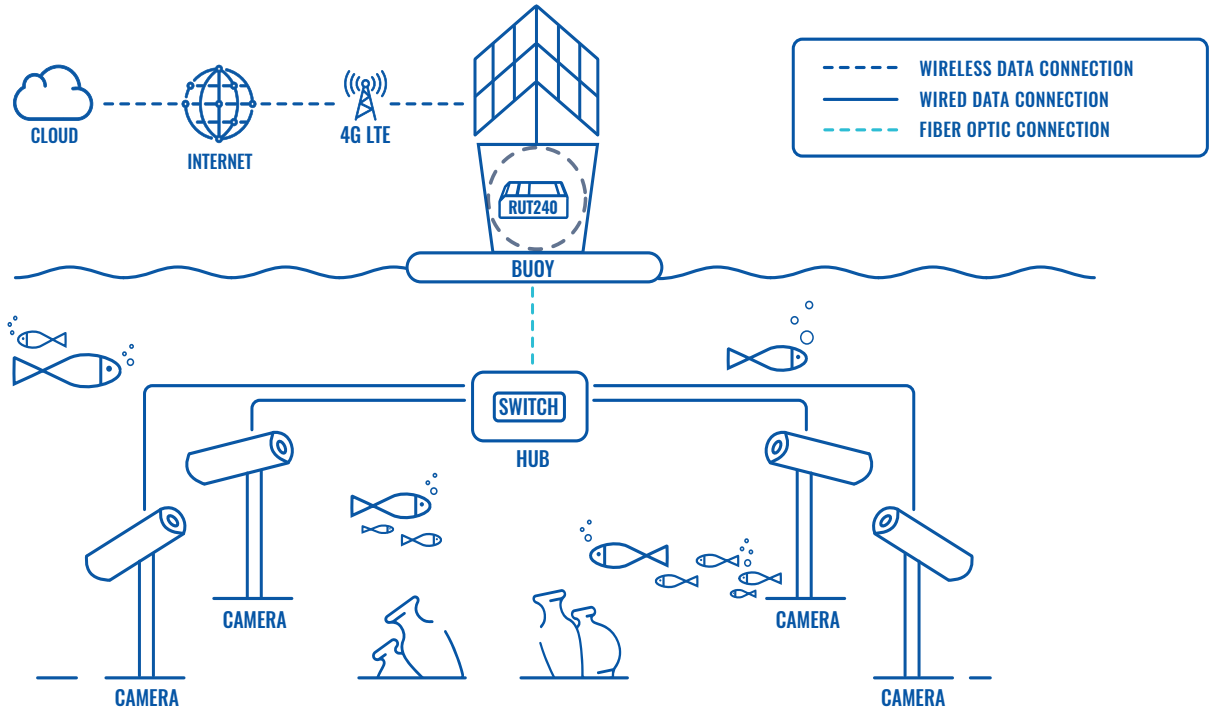 WIRELESS DATA CONNECTION
WIRED DATA CONNECTION
FIBER OPTIC CONNECTION
CLOUD
INTERNET
4G LTE
RUT240
BUOY
SWITCH
HUB
CAMERA
CAMERA
CAMERA
CAMERA